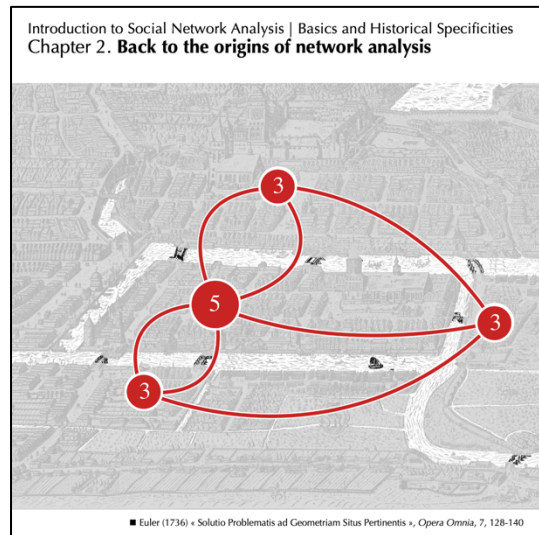 Introduction to Social Network Analysis | Basics and Historical Specificities
Chapter 2. Back to the origins of network analysis
3
5
3
3
■ Euler (1736) « Solutio Problematis ad Geometriam Situs Pertinentis », Opera Omnia, 7, 128-140